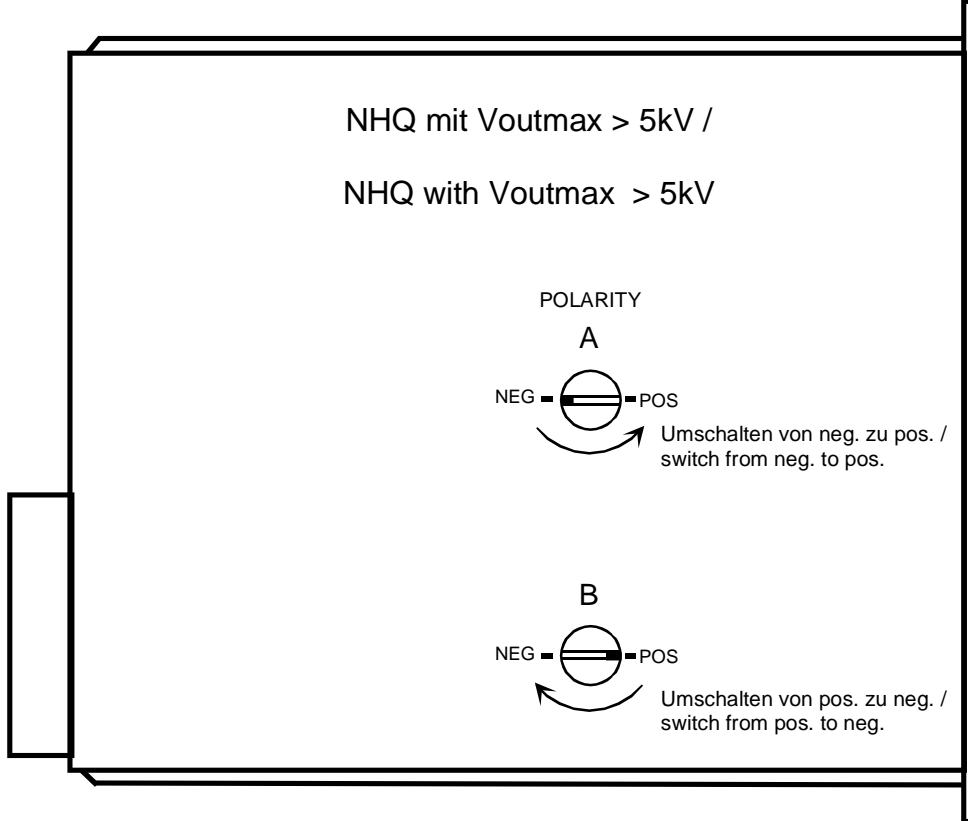 NHQ mit Voutmax > 5kV /
NHQ with Voutmax > 5kV
POLARITY
A
NEG POS
Umschalten von neg. zu pos. /
switch from neg. to pos.
B
NEG POS
Umschalten von pos. zu neg. /
switch from pos. to neg.